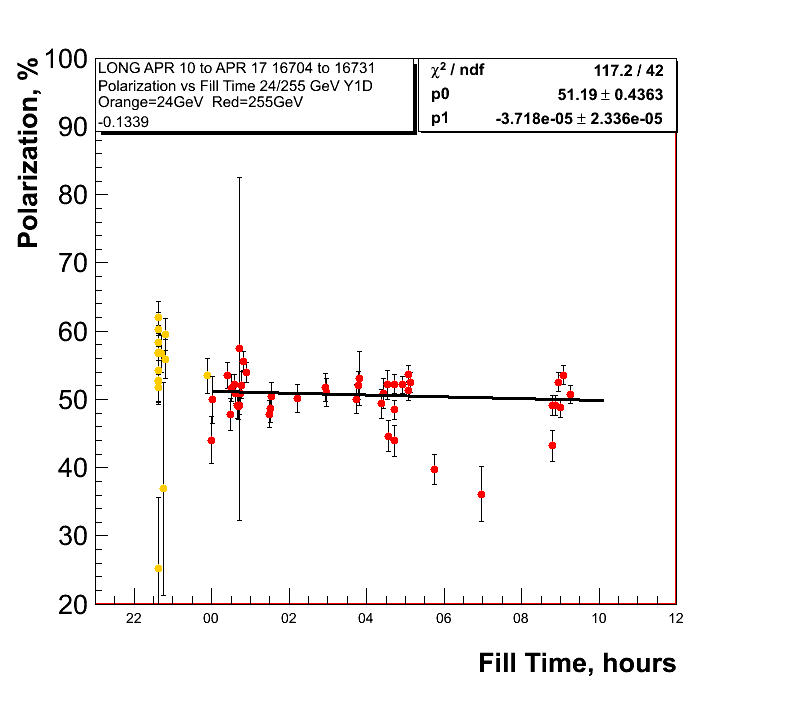 LONG APR 10 to APR 17 16704 to 16731
Polarization vs Fill Time 24/255 GeV Y1D
Orange=24GeV  Red=255GeV
-0.1339
χ² / ndf 117.2 / 42
p0 51.19 ± 0.4363
p1 -3.718e-05 ± 2.336e-05
Polarization, %
100
90
80
70
60
50
40
30
20
22 00 02 04 06 08 10 12
Fill Time, hours